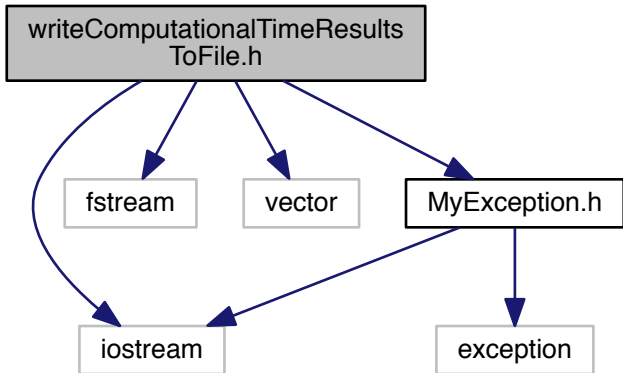 writeComputationalTimeResults
ToFile.h
fstream
vector
MyException.h
iostream
exception